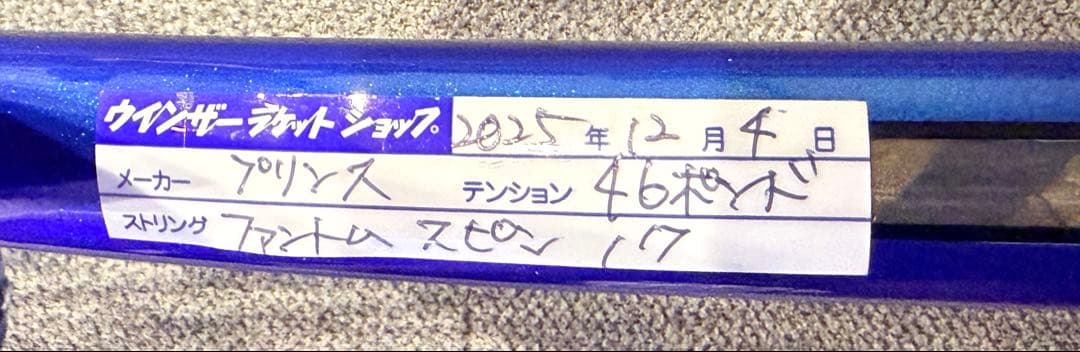 ウインザーラケットショップ。 2025年12月4日
メーカー プリンス テンション 46ポンド
ストリング ファントム スピン 17